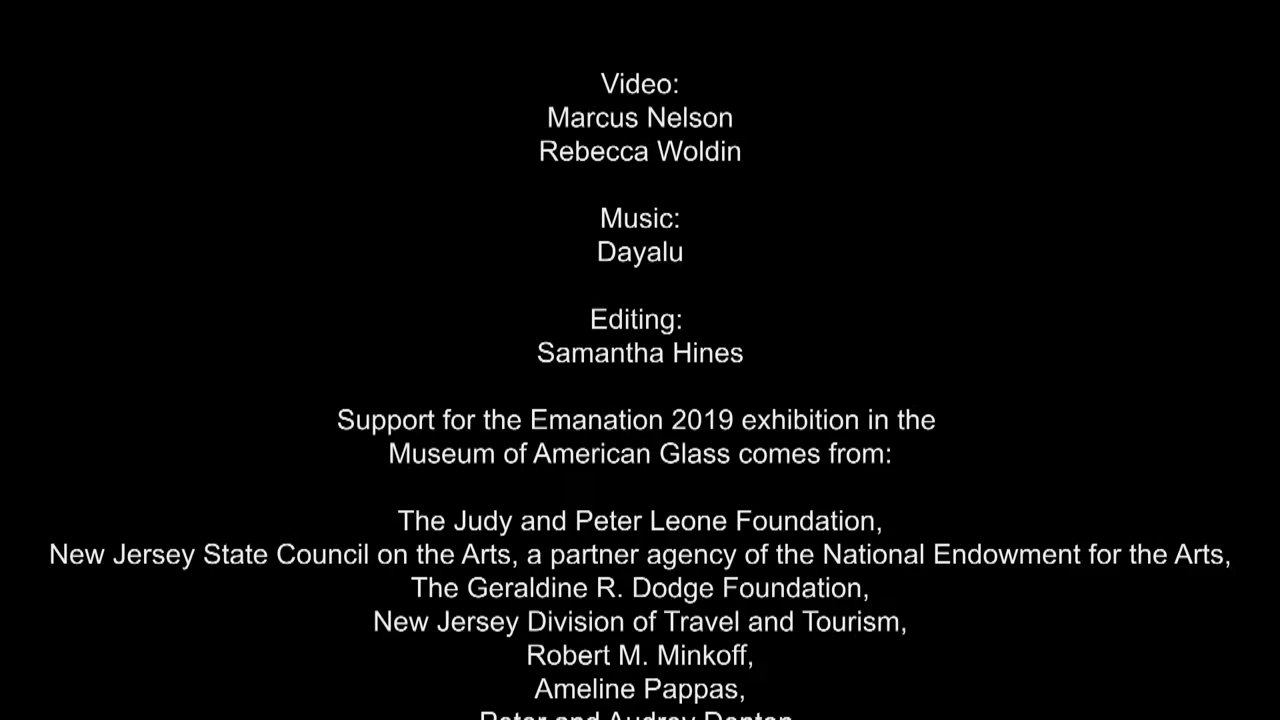 Video:
Marcus Nelson
Rebecca Woldin
Music:
Dayalu
Editing:
Samantha Hines
Support for the Emanation 2019 exhibition in the
Museum of American Glass comes from:
The Judy and Peter Leone Foundation,
New Jersey State Council on the Arts, a partner agency of the National Endowment for the Arts,
The Geraldine R. Dodge Foundation,
New Jersey Division of Travel and Tourism,
Robert M. Minkoff,
Ameline Pappas,
Peter and Audrey